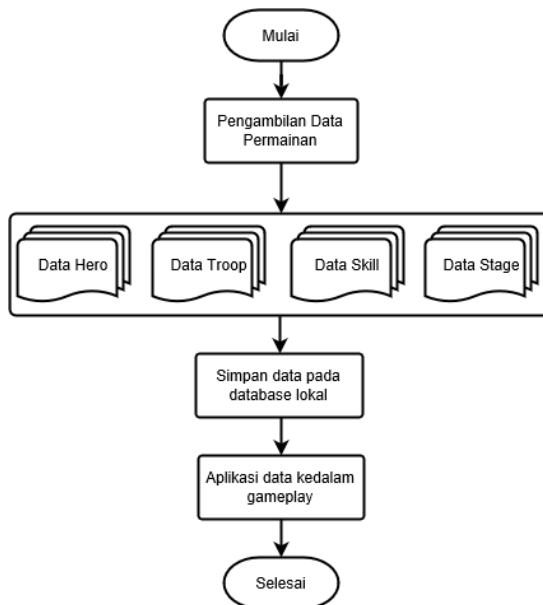 Mulai
Pengambilan Data
Permainan
Data Hero
Data Troop
Data Skill
Data Stage
Simpan data pada
database lokal
Aplikasi data kedalam
gameplay
Selesai